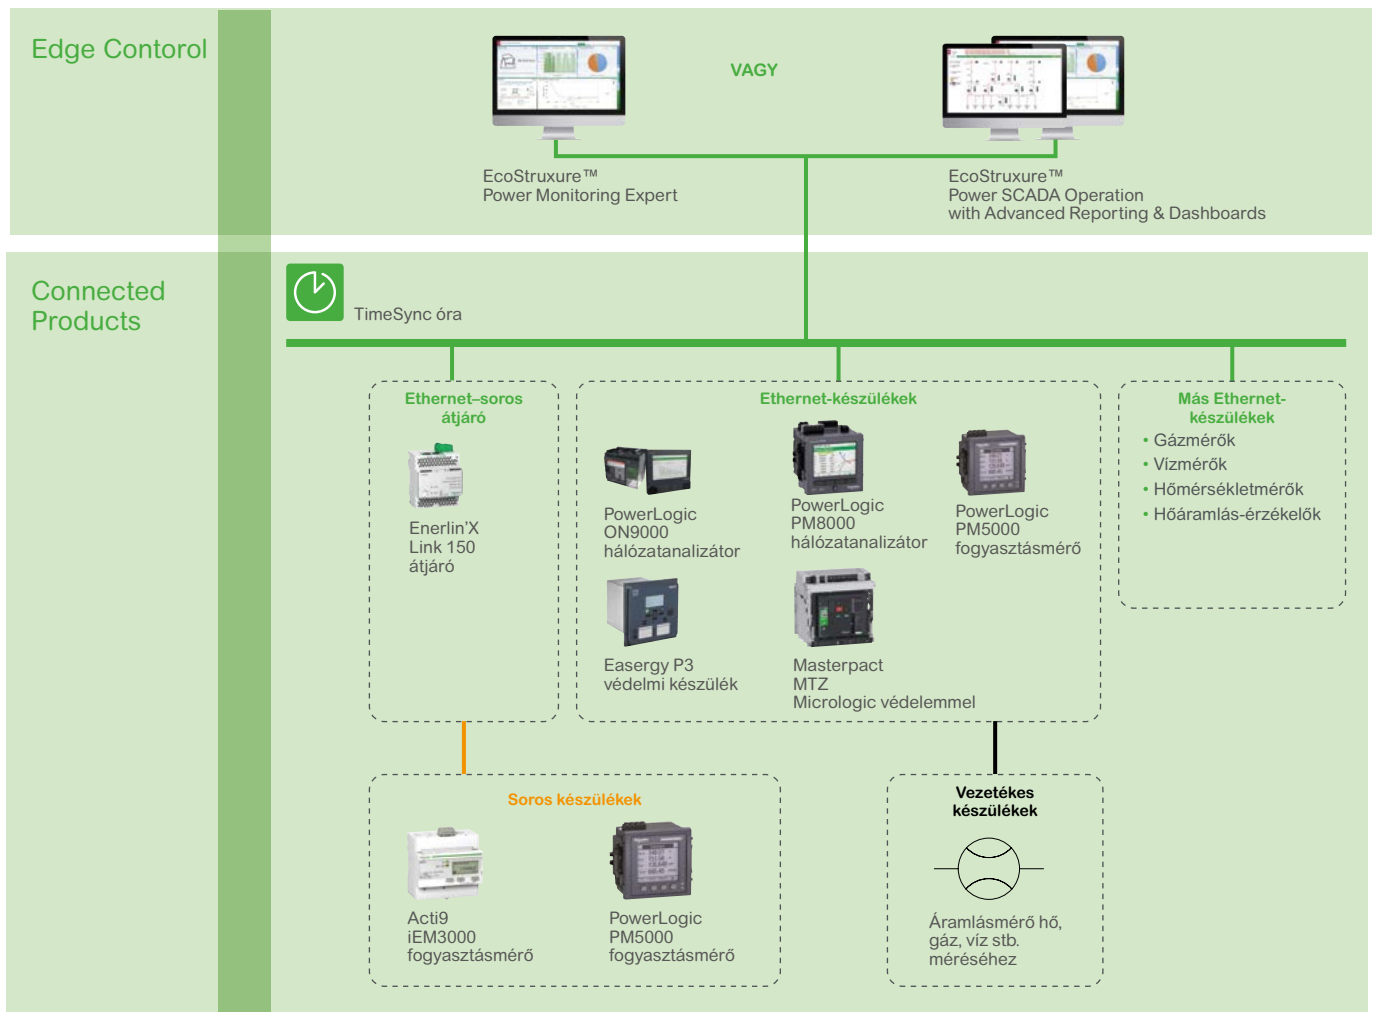 Edge Contorol
VAGY
EcoStruxure™
Power Monitoring Expert
EcoStruxure™
Power SCADA Operation
with Advanced Reporting & Dashboards
Connected
Products
TimeSync óra
Ethernet–soros
átjáró
Enerlin’X
Link 150
átjáró
Ethernet-készülékek
PowerLogic
ON9000
hálózatanalizátor
PowerLogic
PM8000
hálózatanalizátor
PowerLogic
PM5000
fogyasztásmérő
Easergy P3
védelmi készülék
Masterpact
MTZ
Micrologic védelemmel
Más Ethernet-
készülékek
• Gázmérők
• Vízmérők
• Hőmérsékletmérők
• Hőáramlás-érzékelők
Soros készülékek
Acti9
iEM3000
fogyasztásmérő
PowerLogic
PM5000
fogyasztásmérő
Vezetékes
készülékek
Áramlásmérő hő,
gáz, víz stb.
méréséhez